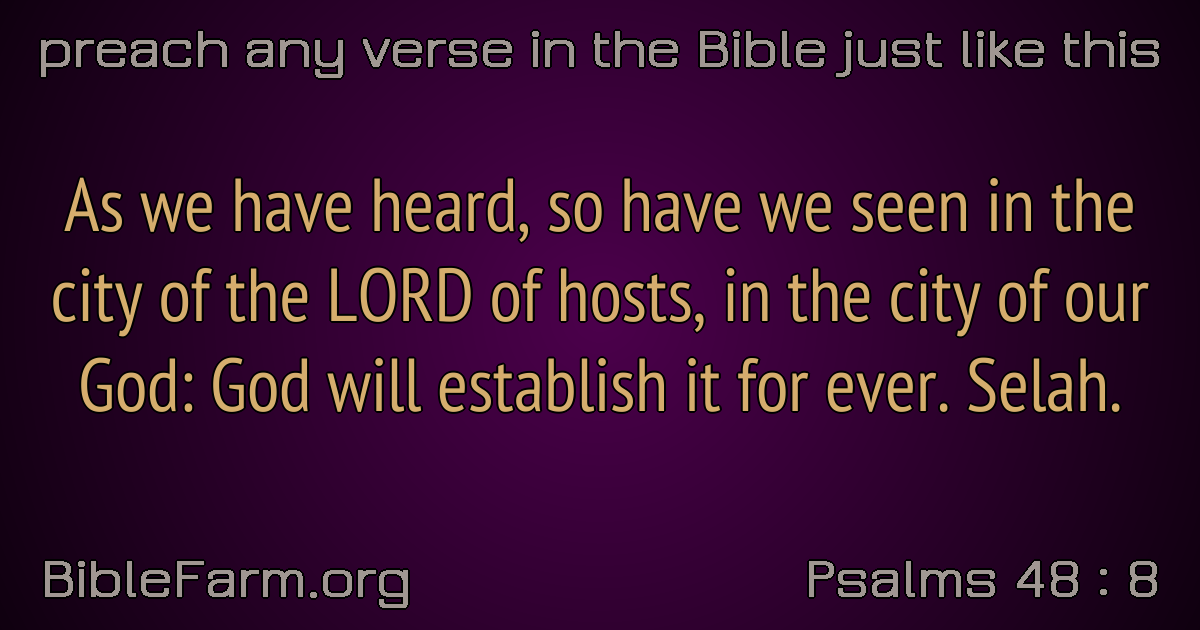 preach any verse in the Bible just like this
As we have heard, so have we seen in the
city of the LORD of hosts, in the city of our
God: God will establish it for ever. Selah.
BibleFarm.org
Psalms 48 : 8